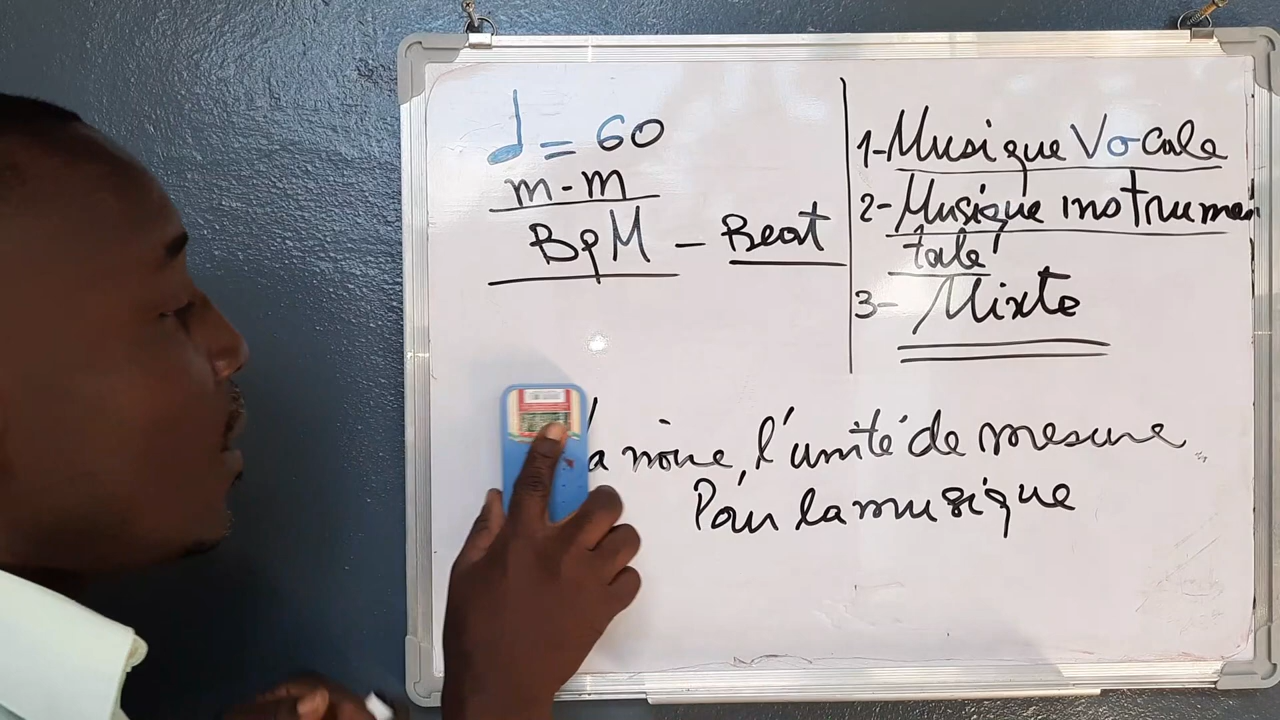 ♩ = 60
m-m
BpM - Beat
1-Musique Vocale
2-Musique instrumen
tale
3- Mixte
la noire, l'unité de mesure
Pour la musique